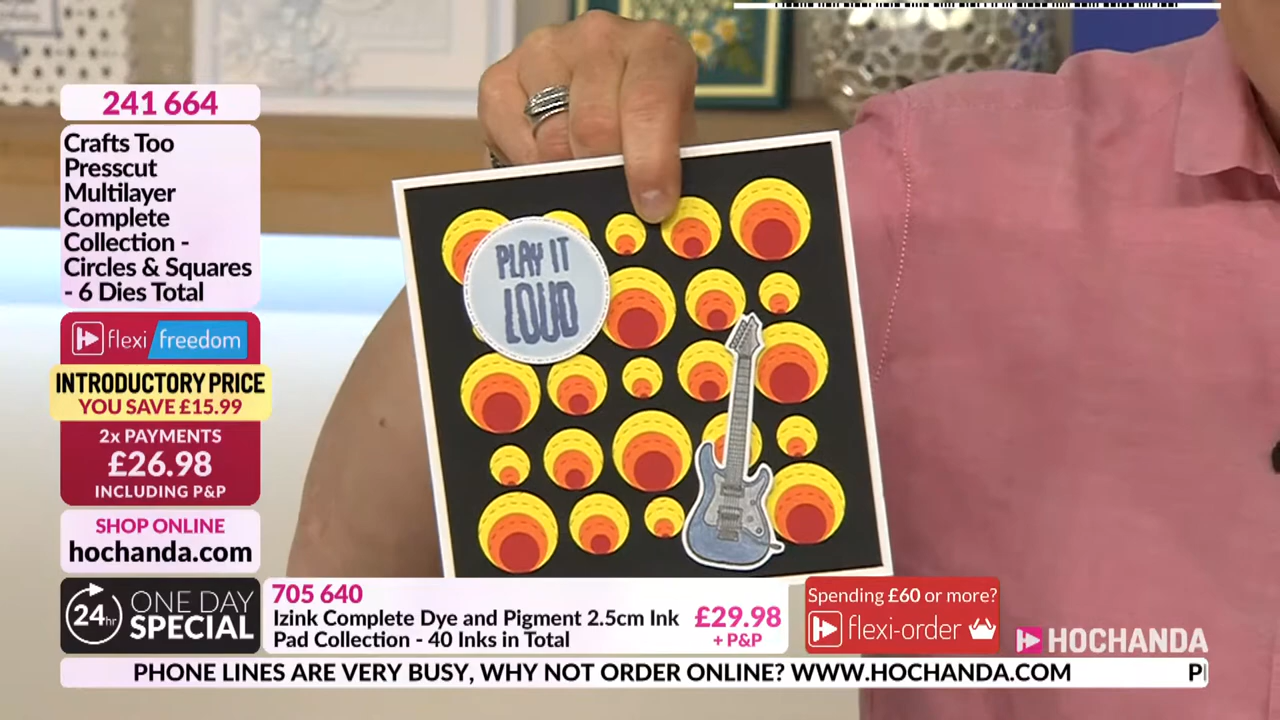 241 664
Crafts Too
Presscut
Multilayer
Complete
Collection -
Circles & Squares
- 6 Dies Total
flexi freedom
INTRODUCTORY PRICE
YOU SAVE £15.99
2x PAYMENTS
£26.98
INCLUDING P&P
SHOP ONLINE
hochanda.com
PLAY IT
LOUD
24hr ONE DAY
SPECIAL
705 640
Izink Complete Dye and Pigment 2.5cm Ink
Pad Collection - 40 Inks in Total
£29.98
+ P&P
Spending £60 or more?
flexi-order
HOCHANDA
PHONE LINES ARE VERY BUSY, WHY NOT ORDER ONLINE? WWW.HOCHANDA.COM